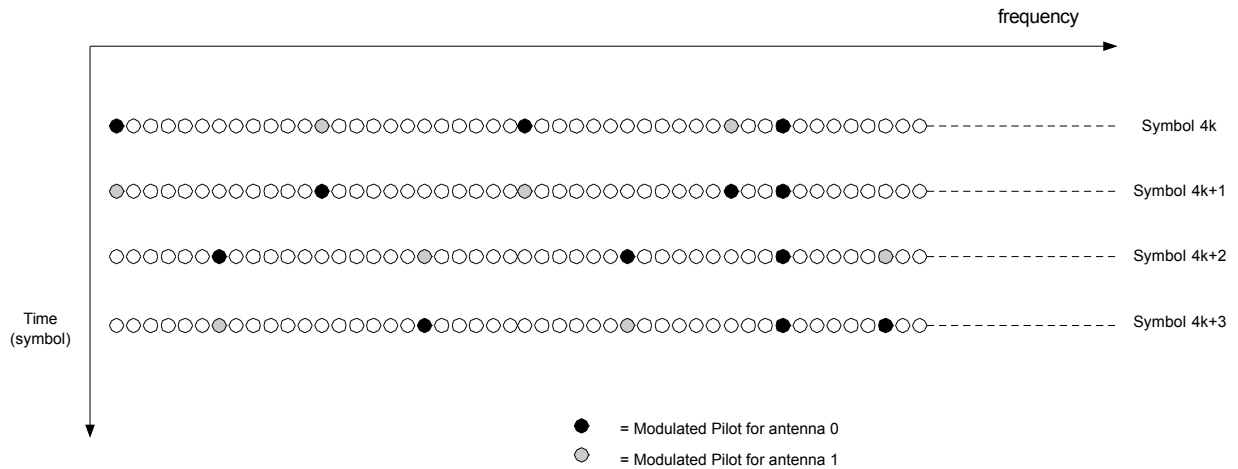 frequency
Symbol 4k
Symbol 4k+1
Symbol 4k+2
Symbol 4k+3
Time
(symbol)
= Modulated Pilot for antenna 0
= Modulated Pilot for antenna 1